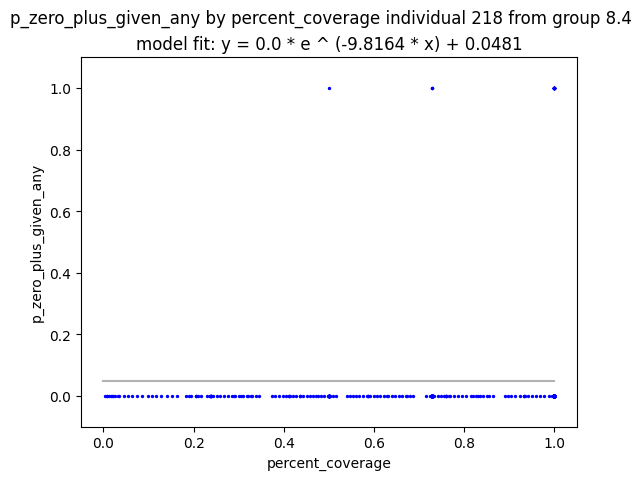 p_zero_plus_given_any by percent_coverage individual 218 from group 8.4
model fit: y = 0.0 * e ^ (-9.8164 * x) + 0.0481
1.0
0.8
0.6
0.4
0.2
0.0
p_zero_plus_given_any
0.0 0.2 0.4 0.6 0.8 1.0
percent_coverage